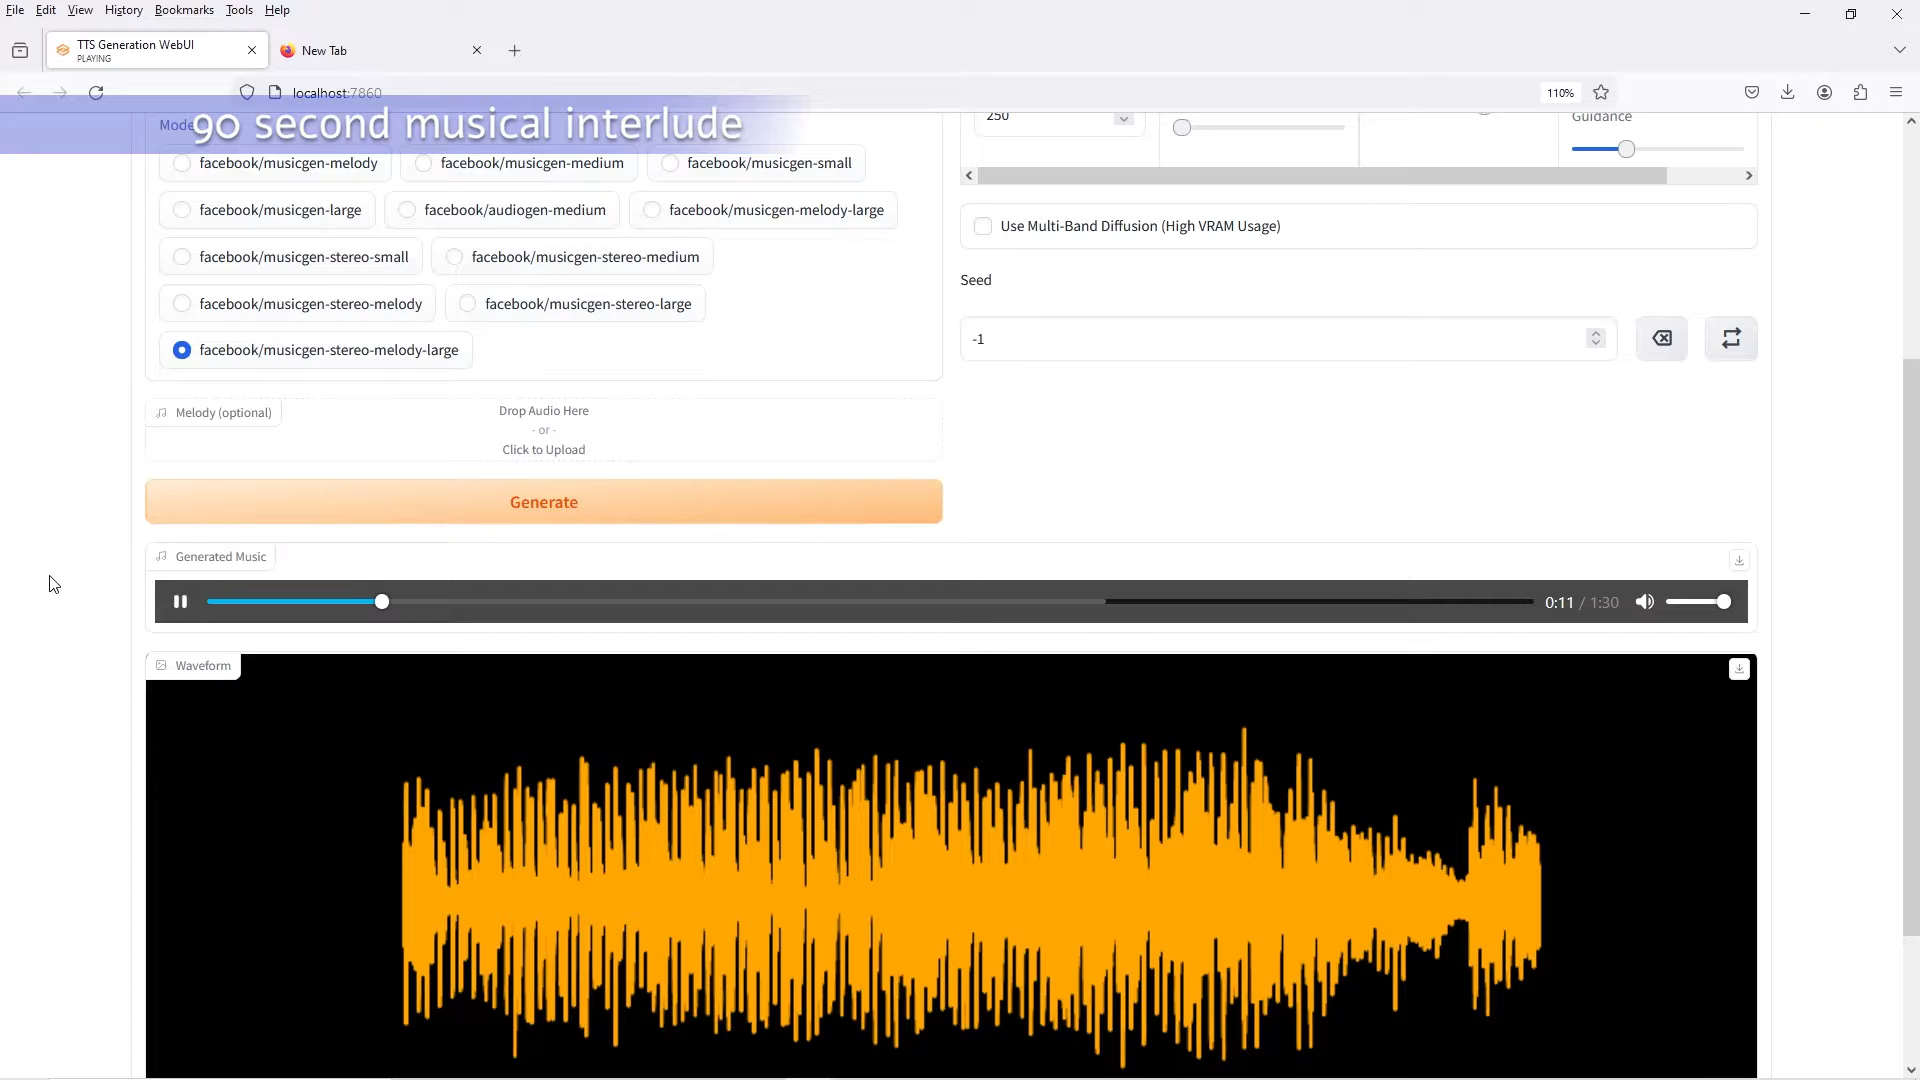 File Edit View History Bookmarks Tools Help
TTS Generation WebUI
PLAYING
New Tab
localhost:7860
110%
90 second musical interlude
Mode
250
Guidance
facebook/musicgen-melody
facebook/musicgen-medium
facebook/musicgen-small
facebook/musicgen-large
facebook/audiogen-medium
facebook/musicgen-melody-large
facebook/musicgen-stereo-small
facebook/musicgen-stereo-medium
facebook/musicgen-stereo-melody
facebook/musicgen-stereo-large
facebook/musicgen-stereo-melody-large
Use Multi-Band Diffusion (High VRAM Usage)
Seed
-1
Melody (optional)
Drop Audio Here
- or -
Click to Upload
Generate
Generated Music
0:11 / 1:30
Waveform